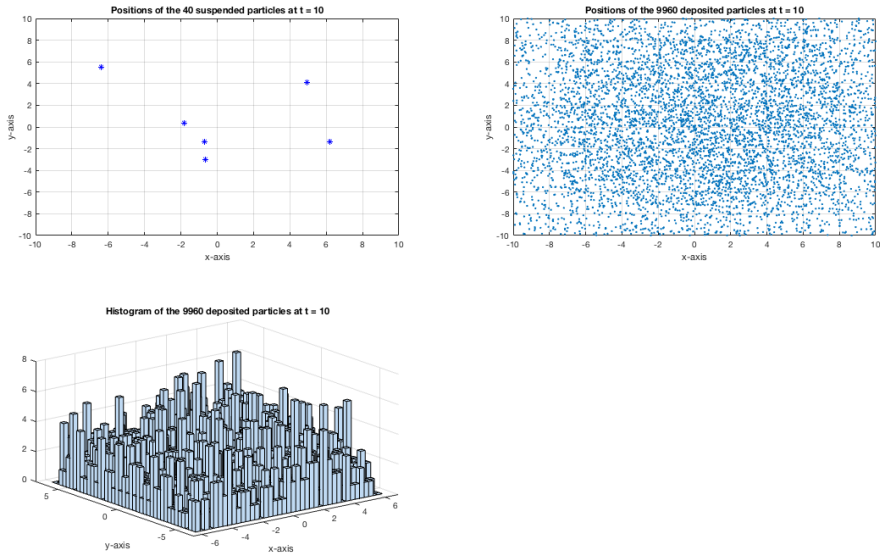 Positions of the 40 suspended particles at t = 10
10
8
6
4
2
0
-2
-4
-6
-8
-10
y-axis
-10 -8 -6 -4 -2 0 2 4 6 8 10
x-axis
Positions of the 9960 deposited particles at t = 10
10
8
6
4
2
0
-2
-4
-6
-8
-10
y-axis
-10 -8 -6 -4 -2 0 2 4 6 8 10
x-axis
Histogram of the 9960 deposited particles at t = 10
8
6
4
2
0
5 0 -5
y-axis
-6 -4 -2 0 2 4 6
x-axis